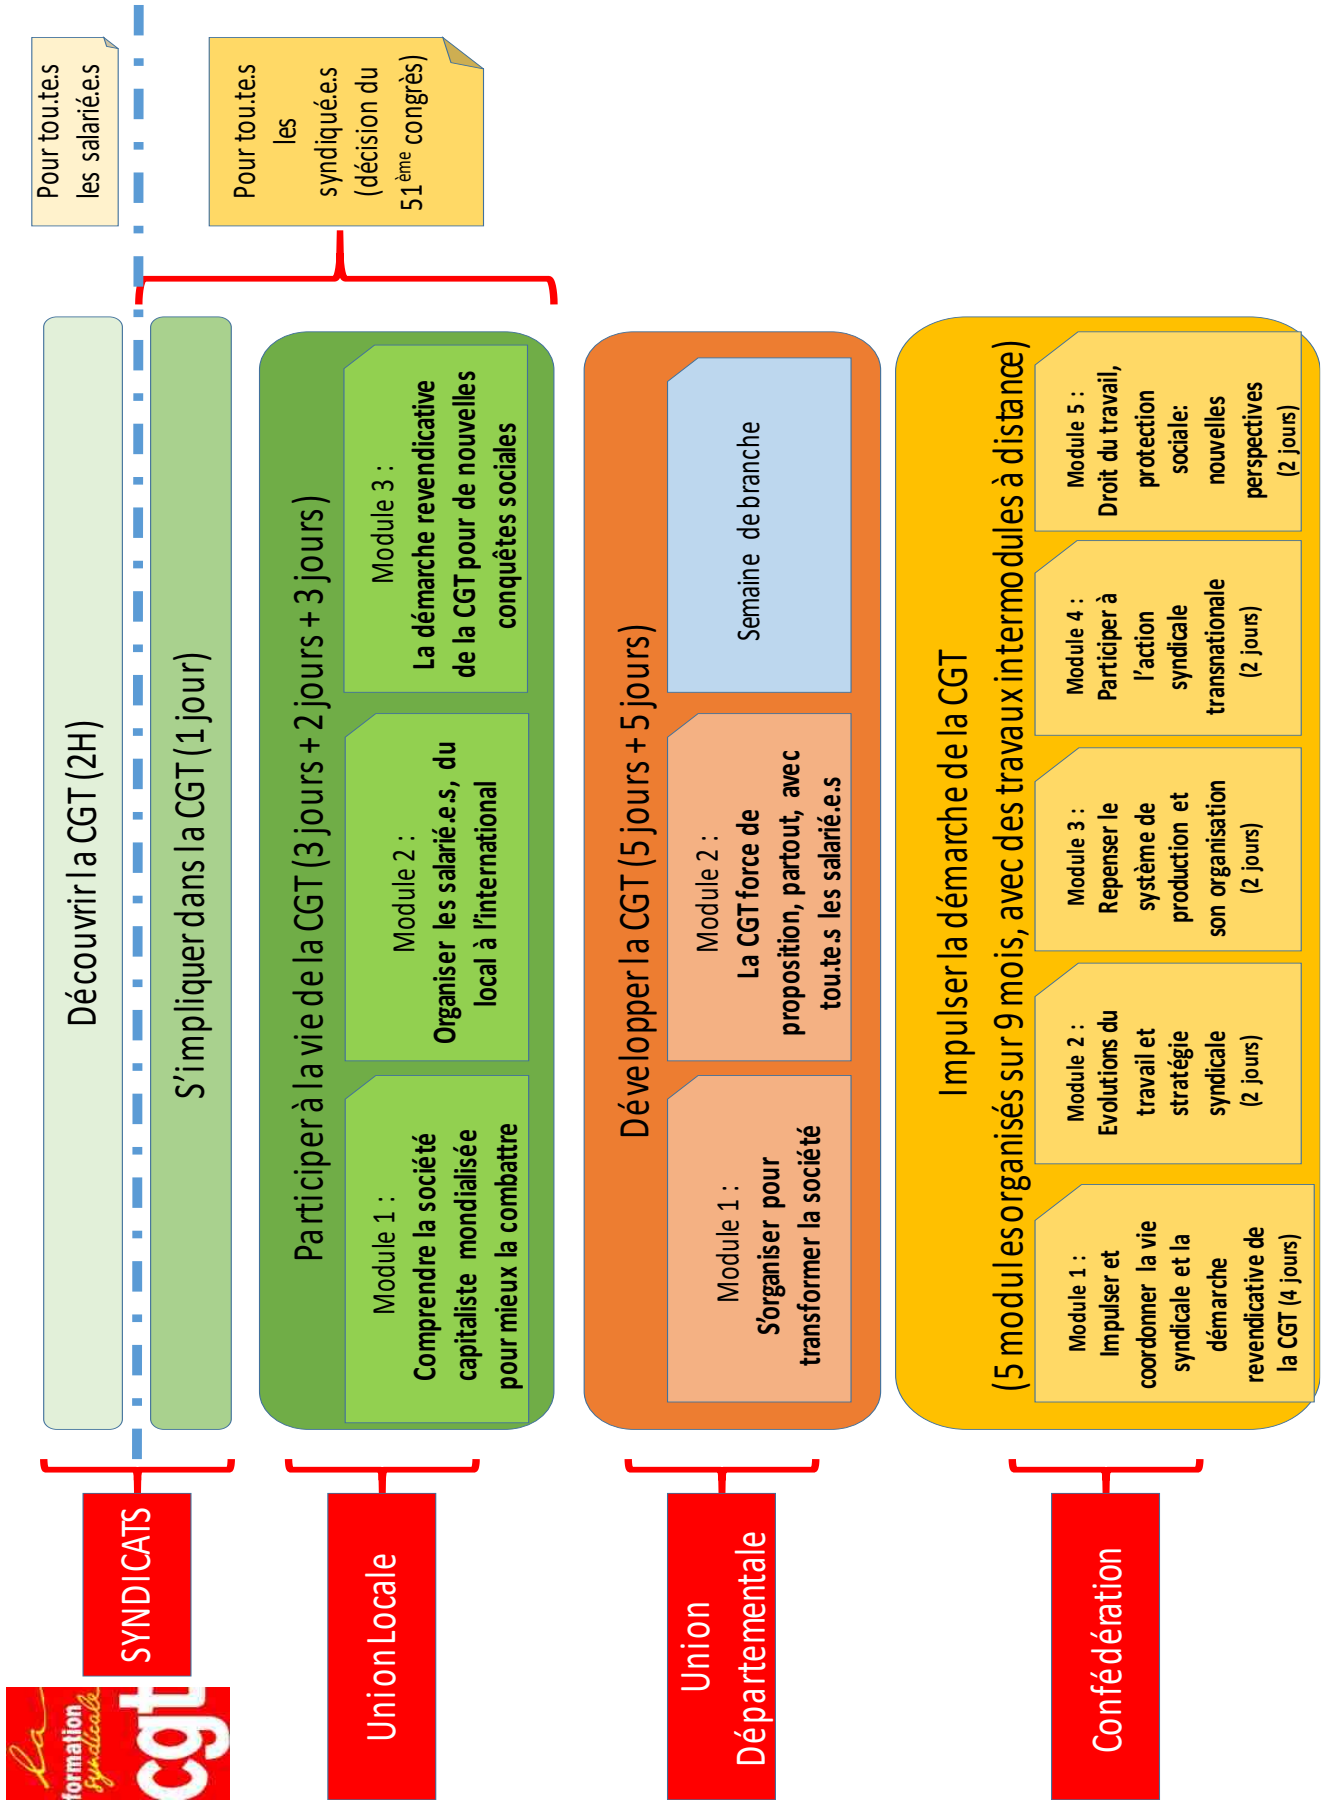 la
formation
syndicale
cgt
SYNDICATS
Découvrir la CGT (2H)
Pour tou.te.s
les salarié.e.s
S'impliquer dans la CGT (1 jour)
Pour tou.te.s
les
syndiqué.e.s
(décision du
51ème congrès)
Union Locale
Participer à la vie de la CGT (3 jours + 2 jours + 3 jours)
Module 1 :
Comprendre la société
capitaliste mondialisée
pour mieux la combattre
Module 2 :
Organiser les salarié.e.s, du
local à l'international
Module 3 :
La démarche revendicative
de la CGT pour de nouvelles
conquêtes sociales
Union
Départementale
Développer la CGT (5 jours + 5 jours)
Module 1 :
S'organiser pour
transformer la société
Module 2 :
La CGT force de
proposition, partout, avec
tou.te.s les salarié.e.s
Semaine de branche
Confédération
Impulser la démarche de la CGT
(5 modules organisés sur 9 mois, avec des travaux intermodules à distance)
Module 1 :
Impulser et
coordonner la vie
syndicale et la
démarche
revendicative de
la CGT (4 jours)
Module 2 :
Evolutions du
travail et
stratégie
syndicale
(2 jours)
Module 3 :
Repenser le
système de
production et
son organisation
(2 jours)
Module 4 :
Participer à
l'action
syndicale
transnationale
(2 jours)
Module 5 :
Droit du travail,
protection
sociale:
nouvelles
perspectives
(2 jours)